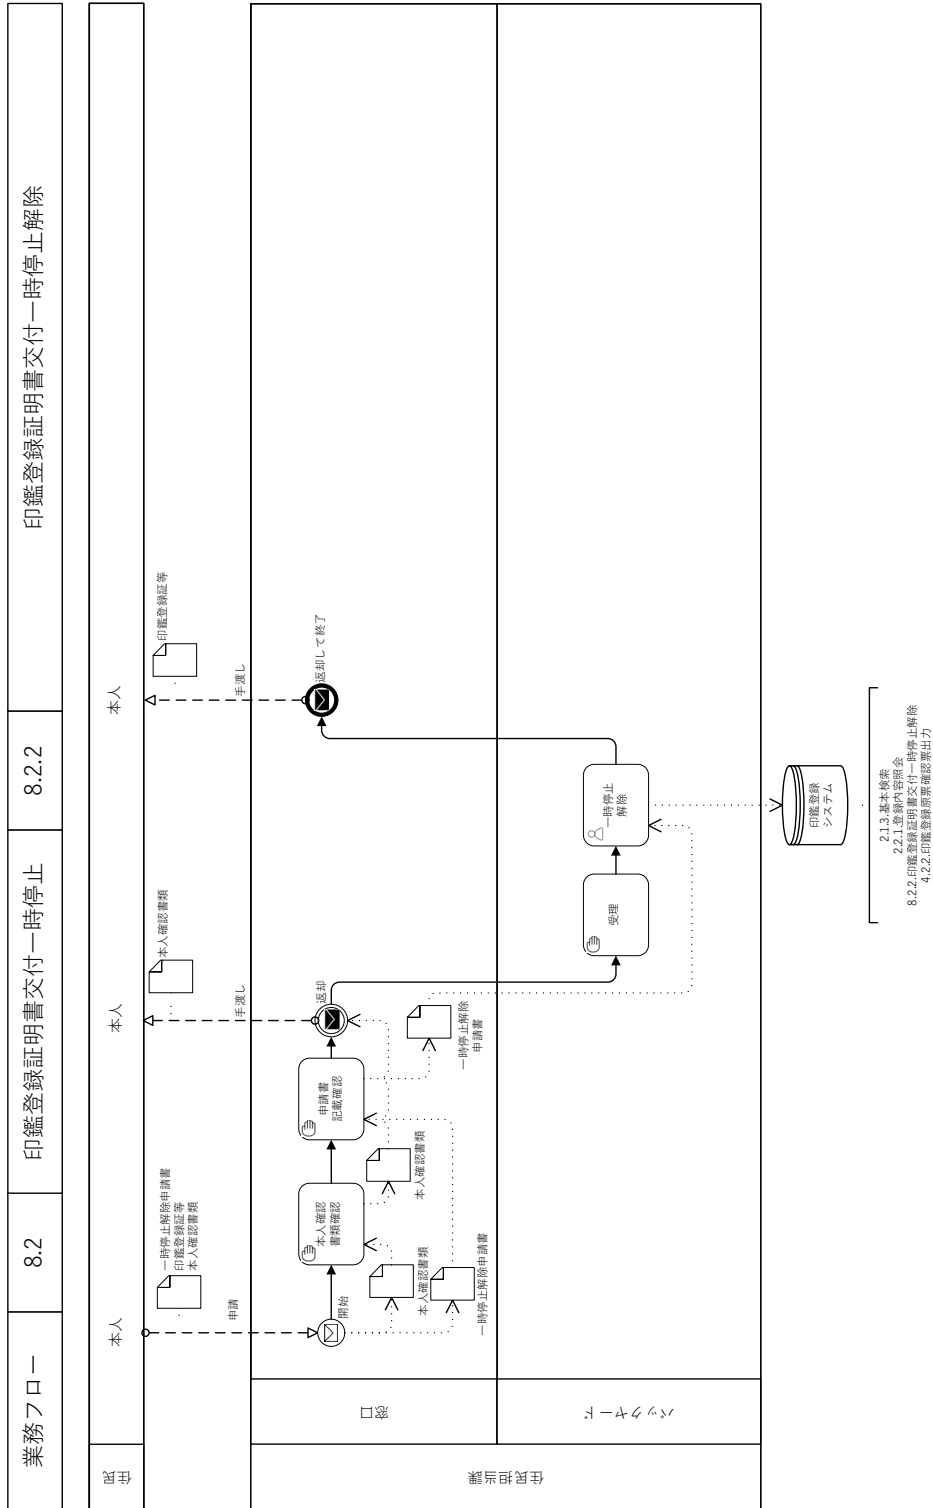 業務フロー
8.2
印鑑登録証明書交付一時停止
8.2.2
印鑑登録証明書交付一時停止解除
住民
本人
本人
本人
一時停止解除申請書
印鑑登録証等
本人確認書類
申請
本人確認書類
手渡し
印鑑登録証等
手渡し
住民担当課
窓口
開始
本人確認
書類確認
申請書
記載確認
返却
返却して終了
本人確認書類
一時停止解除申請書
本人確認書類
一時停止解除
申請書
バックヤード
受理
一時停止
解除
印鑑登録
システム
2.1.3.基本検索
2.2.1.登録内容照会
8.2.2.印鑑登録証明書交付一時停止解除
4.2.2.印鑑登録原票確認票出力